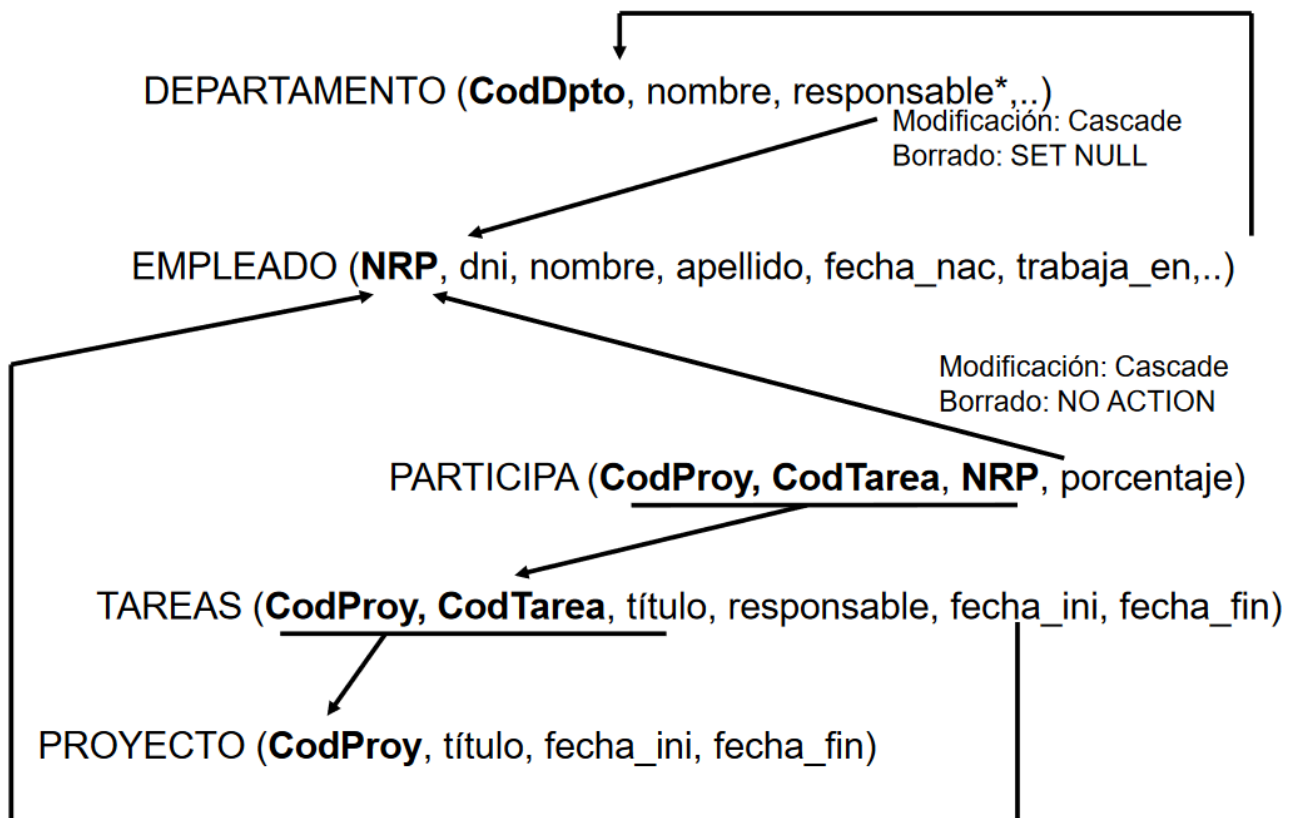 DEPARTAMENTO (CodDpto, nombre, responsable*,..)
Modificación: Cascade
Borrado: SET NULL
EMPLEADO (NRP, dni, nombre, apellido, fecha_nac, trabaja_en,..)
Modificación: Cascade
Borrado: NO ACTION
PARTICIPA (CodProy, CodTarea, NRP, porcentaje)
TAREAS (CodProy, CodTarea, título, responsable, fecha_ini, fecha_fin)
PROYECTO (CodProy, título, fecha_ini, fecha_fin)